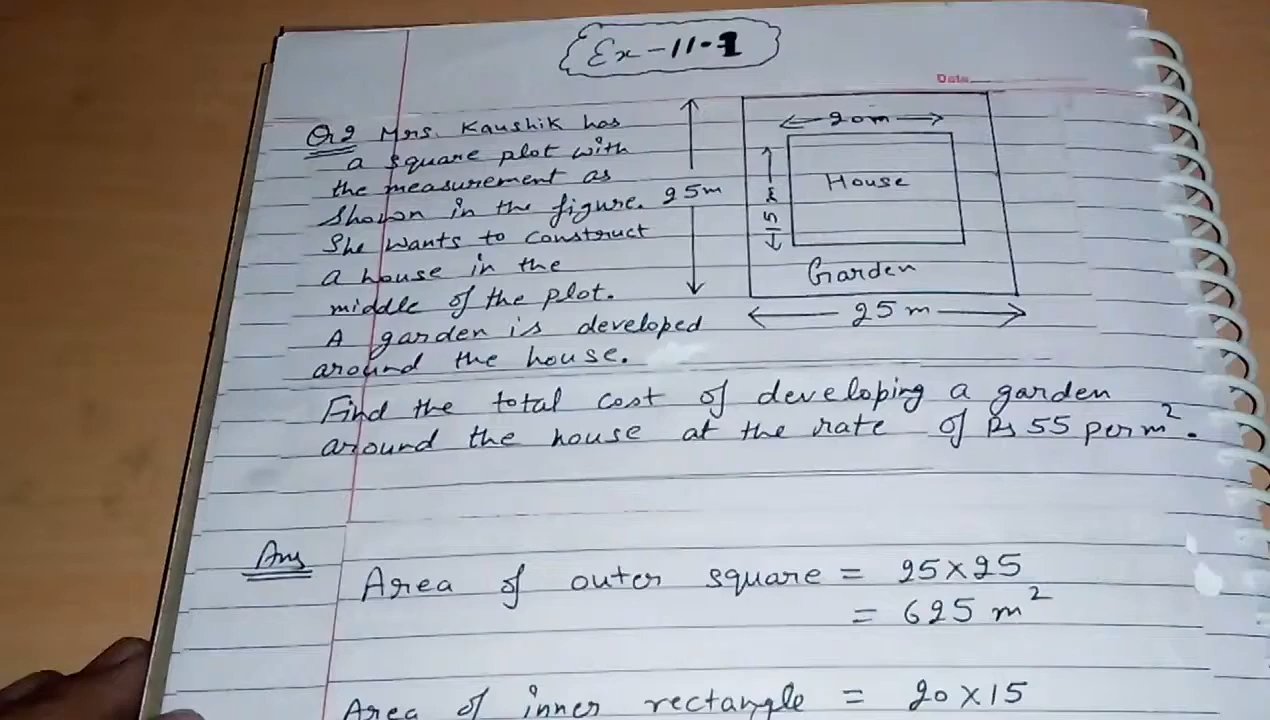 Ex-11.1
Date
Q2 Mrs. Kaushik has
a square plot with
the measurement as
shown in the figure.
She wants to construct
a house in the
middle of the plot.
A garden is developed
around the house.
25m
20m
15m
House
Garden
25 m
Find the total cost of developing a garden
around the house at the rate of Rs 55 per m².
Ans
Area of outer square = 25×25
= 625 m²
Area of inner rectangle = 20×15